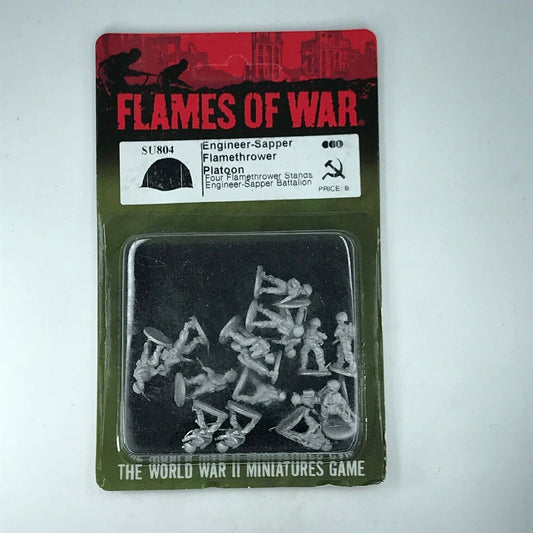 FLAMES OF WAR®
SU804
Engineer-Sapper
Flamethrower
Platoon
Four Flamethrower Stands
Engineer-Sapper Battalion
PRICE: B
THE WORLD WAR II MINIATURES GAME